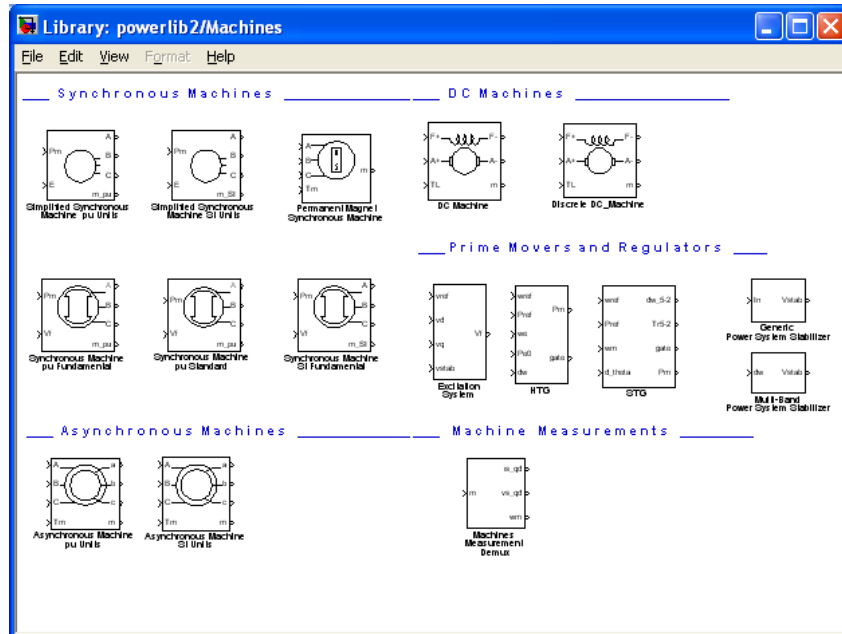 Library: powerlib2/Machines
File Edit View Format Help
Synchronous Machines
DC Machines
Pm
E
A
B
C
m_pu
Simplified Synchronous
Machine pu Units
Pm
E
A
B
C
m_SI
Simplified Synchronous
Machine SI Units
A
B
C
Tm
m
Permanent Magnet
Synchronous Machine
F+
A+
TL
F-
A-
m
DC Machine
F+
A+
TL
F-
A-
m
Discrete DC_Machine
Prime Movers and Regulators
Pm
Vf
A
B
C
m_pu
Synchronous Machine
pu Fundamental
Pm
Vf
A
B
C
m_pu
Synchronous Machine
pu Standard
Pm
Vf
A
B
C
m_SI
Synchronous Machine
SI Fundamental
vref
vd
vq
vstab
Vf
Excitation
System
wref
Pref
we
Pe0
dw
Pm
gate
HTG
wref
Pref
wm
d_theta
dw_5-2
Tr5-2
gate
Pm
STG
In
Vstab
Generic
Power System Stabilizer
dw
Vstab
Multi-Band
Power System Stabilizer
Asynchronous Machines
Machine Measurements
A
B
C
Tm
a
b
c
m
Asynchronous Machine
pu Units
A
B
C
Tm
a
b
c
m
Asynchronous Machine
SI Units
m
is_qd
vs_qd
wm
Machines
Measurement
Demux